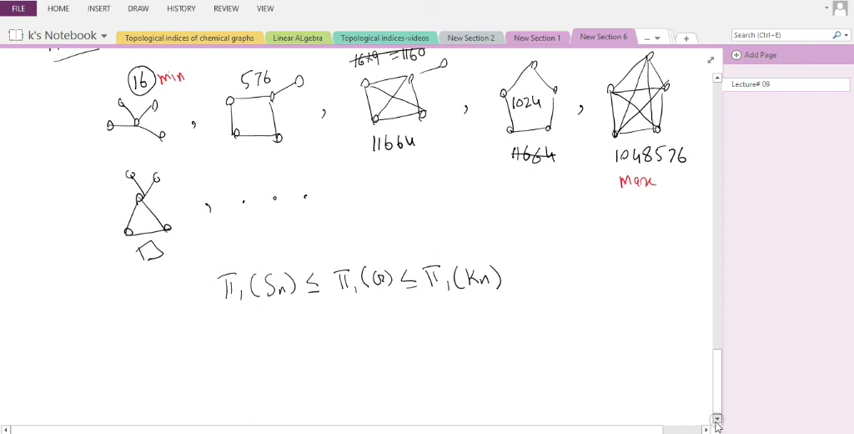 FILE HOME INSERT DRAW HISTORY REVIEW VIEW
k's Notebook Topological indices of chemical graphs Linear ALgebra Topological indices-videos New Section 2 New Section 1 New Section 6 Search (Ctrl+E)
Add Page
Lecture# 09
16×9 = 1160
16 min , 576 , 11664 , 1024 , 1048576
11664
Max
, . . .
π₁(Sn) ≤ π₁(G) ≤ π₁(Kn)